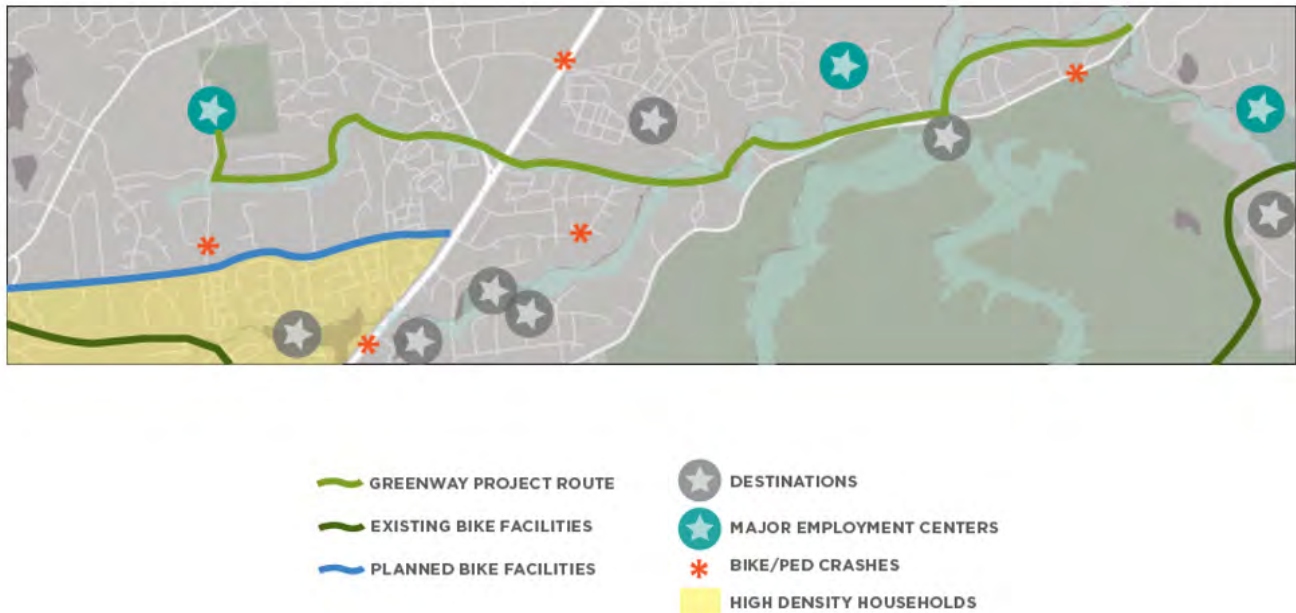 GREENWAY PROJECT ROUTE
EXISTING BIKE FACILITIES
PLANNED BIKE FACILITIES
DESTINATIONS
MAJOR EMPLOYMENT CENTERS
BIKE/PED CRASHES
HIGH DENSITY HOUSEHOLDS